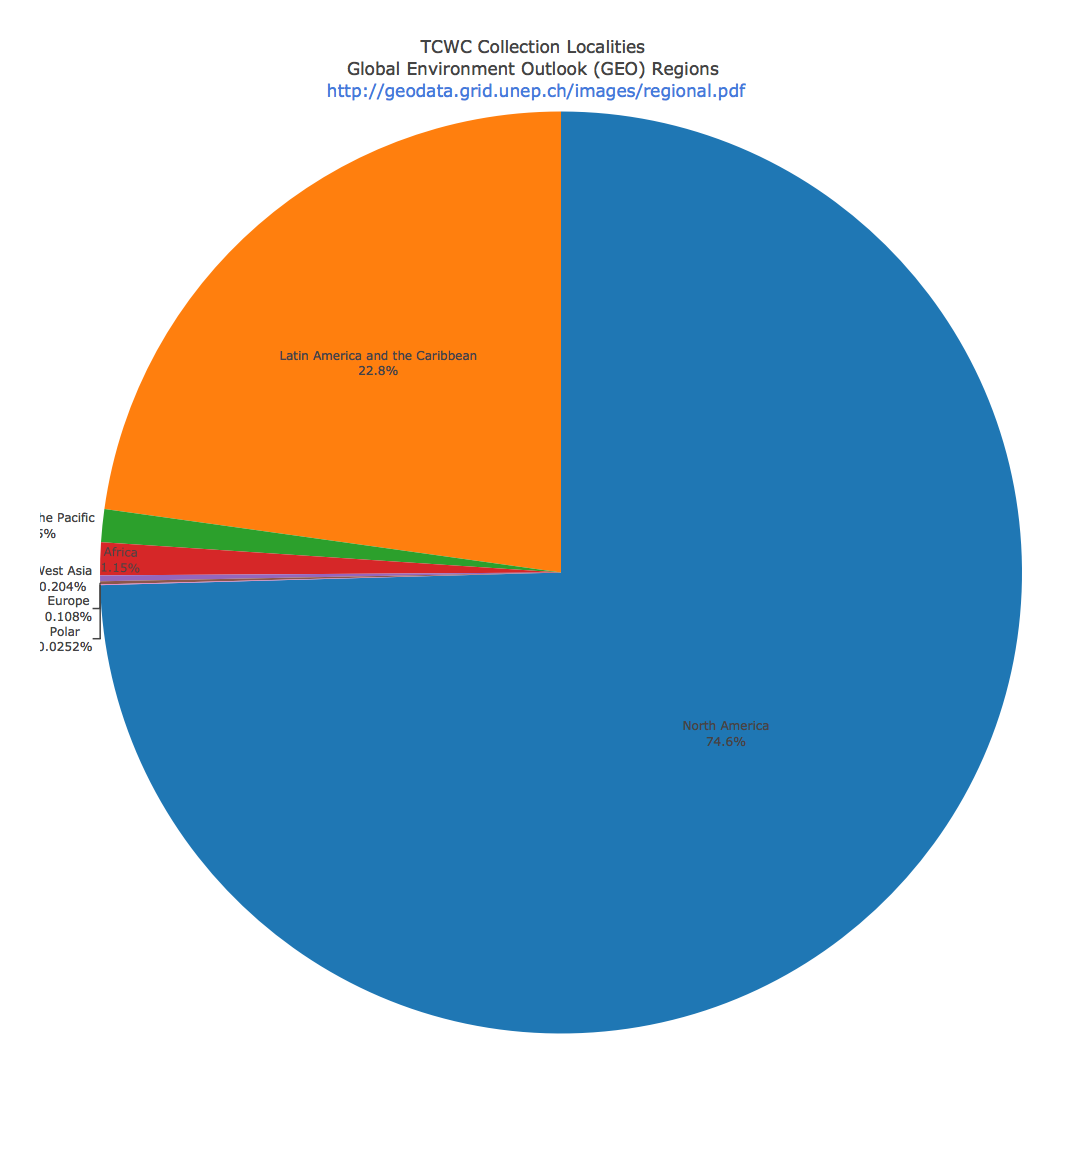 TCWC Collection Localities
Global Environment Outlook (GEO) Regions
http://geodata.grid.unep.ch/images/regional.pdf
Latin America and the Caribbean
22.8%
he Pacific
6%
Africa
1.15%
West Asia
0.204%
Europe
0.108%
Polar
0.0252%
North America
74.6%